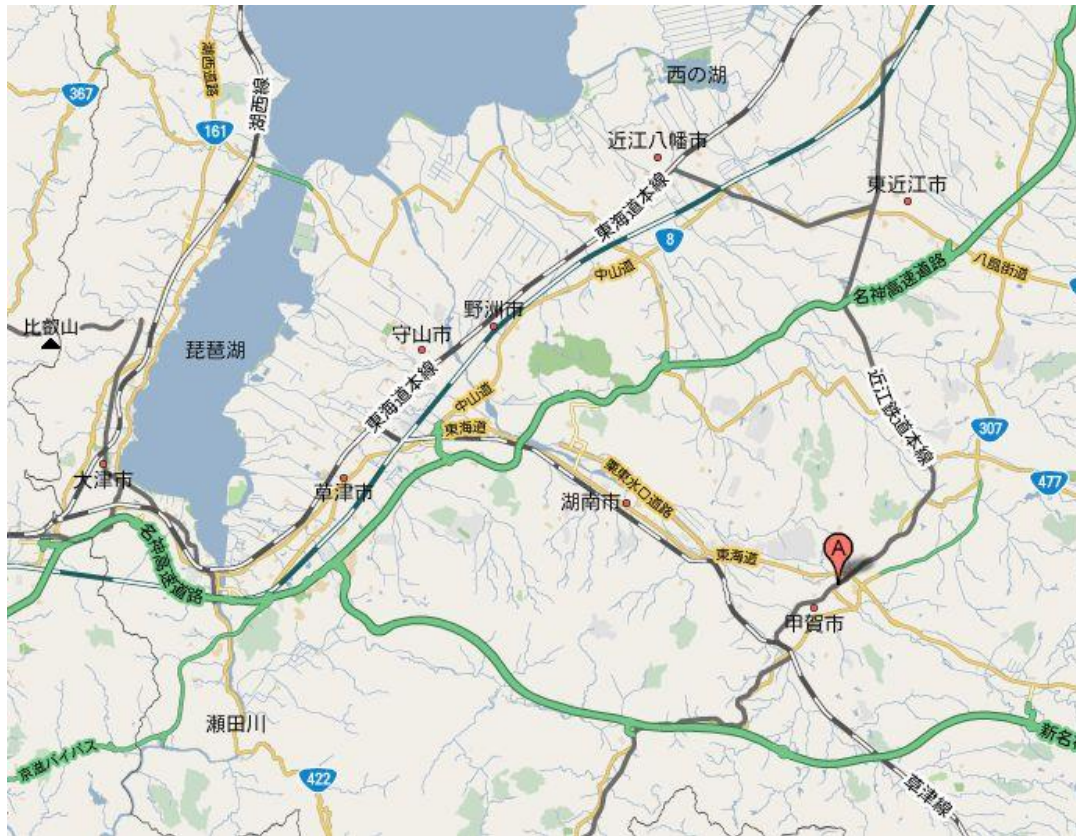 湖西道路
367
湖西線
161
西の湖
近江八幡市
東近江市
東海道本線
8
中山道
名神高速道路
八風街道
比叡山
琵琶湖
野洲市
守山市
東海道本線
中山道
近江鉄道本線
東海道
307
大津市
草津市
栗東水口道路
湖南市
477
A
東海道
名神高速道路
甲賀市
瀬田川
新名神
京滋バイパス
422
草津線